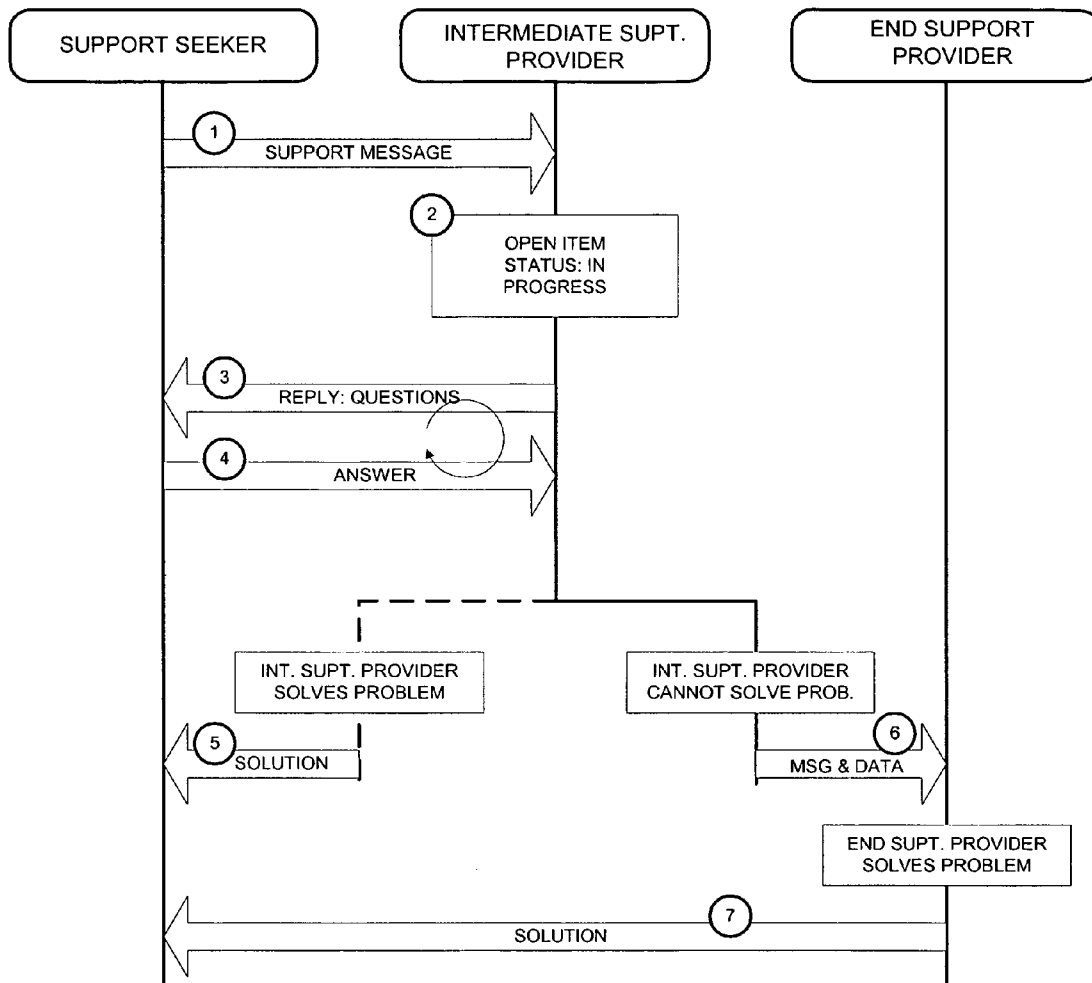 SUPPORT SEEKER
INTERMEDIATE SUPT.
PROVIDER
END SUPPORT
PROVIDER
1
SUPPORT MESSAGE
2
OPEN ITEM
STATUS: IN
PROGRESS
3
REPLY: QUESTIONS
4
ANSWER
INT. SUPT. PROVIDER
SOLVES PROBLEM
INT. SUPT. PROVIDER
CANNOT SOLVE PROB.
5
SOLUTION
6
MSG & DATA
END SUPT. PROVIDER
SOLVES PROBLEM
7
SOLUTION